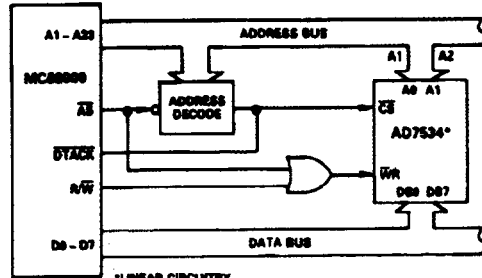 A1 – A23
ADDRESS BUS
A1
A2
MC68000
ADDRESS
DECODE
A0 A1
AS
CS
AD7534*
DTACK
R/W
WR
DB0 DB7
D0 – D7
DATA BUS
*LINEAR CIRCUITRY